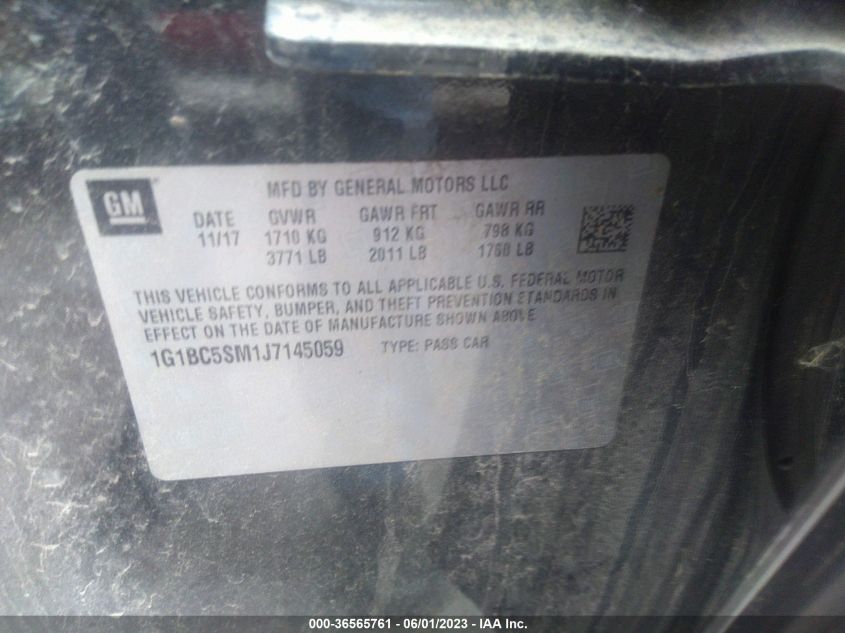 GM
MFD BY GENERAL MOTORS LLC
DATE GVWR GAWR FRT GAWR RR
11/17 1710 KG 912 KG 798 KG
3771 LB 2011 LB 1760 LB
THIS VEHICLE CONFORMS TO ALL APPLICABLE U.S. FEDERAL MOTOR
VEHICLE SAFETY, BUMPER, AND THEFT PREVENTION STANDARDS IN
EFFECT ON THE DATE OF MANUFACTURE SHOWN ABOVE
1G1BC5SM1J7145059 TYPE: PASS CAR
000-36565761 - 06/01/2023 - IAA Inc.